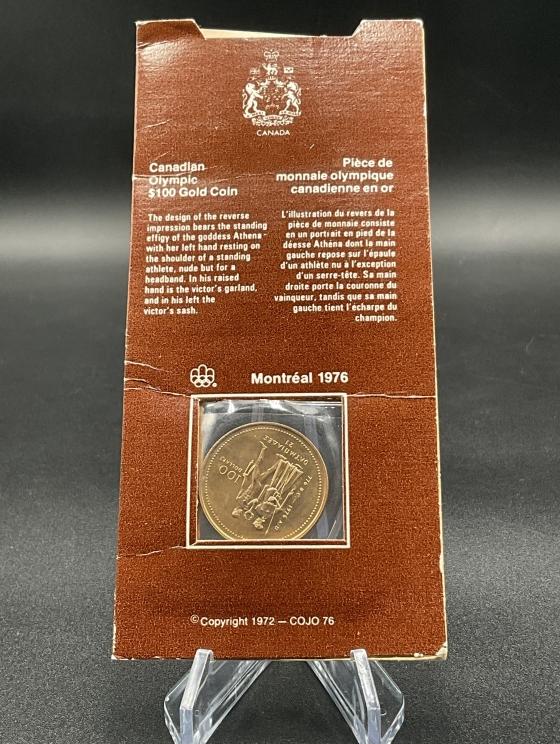 CANADA
Canadian
Olympic
$100 Gold Coin
The design of the reverse
impression bears the standing
effigy of the goddess Athena
with her left hand resting on
the shoulder of a standing
athlete, nude but for a
headband. In his raised
hand is the victor's garland,
and in his left the
victor's sash.
Pièce de
monnaie olympique
canadienne en or
L'illustration du revers de la
pièce de monnaie consiste
en un portrait en pied de la
déesse Athéna dont la main
gauche repose sur l'épaule
d'un athlète nu à l'exception
d'un serre-tête. Sa main
droite porte la couronne du
vainqueur, tandis que sa main
gauche tient l'écharpe du
champion.
Montréal 1976
100
DOLLARS
21
OLYMPIADES
776 B.C. 1976 A.D.
© Copyright 1972 — COJO 76